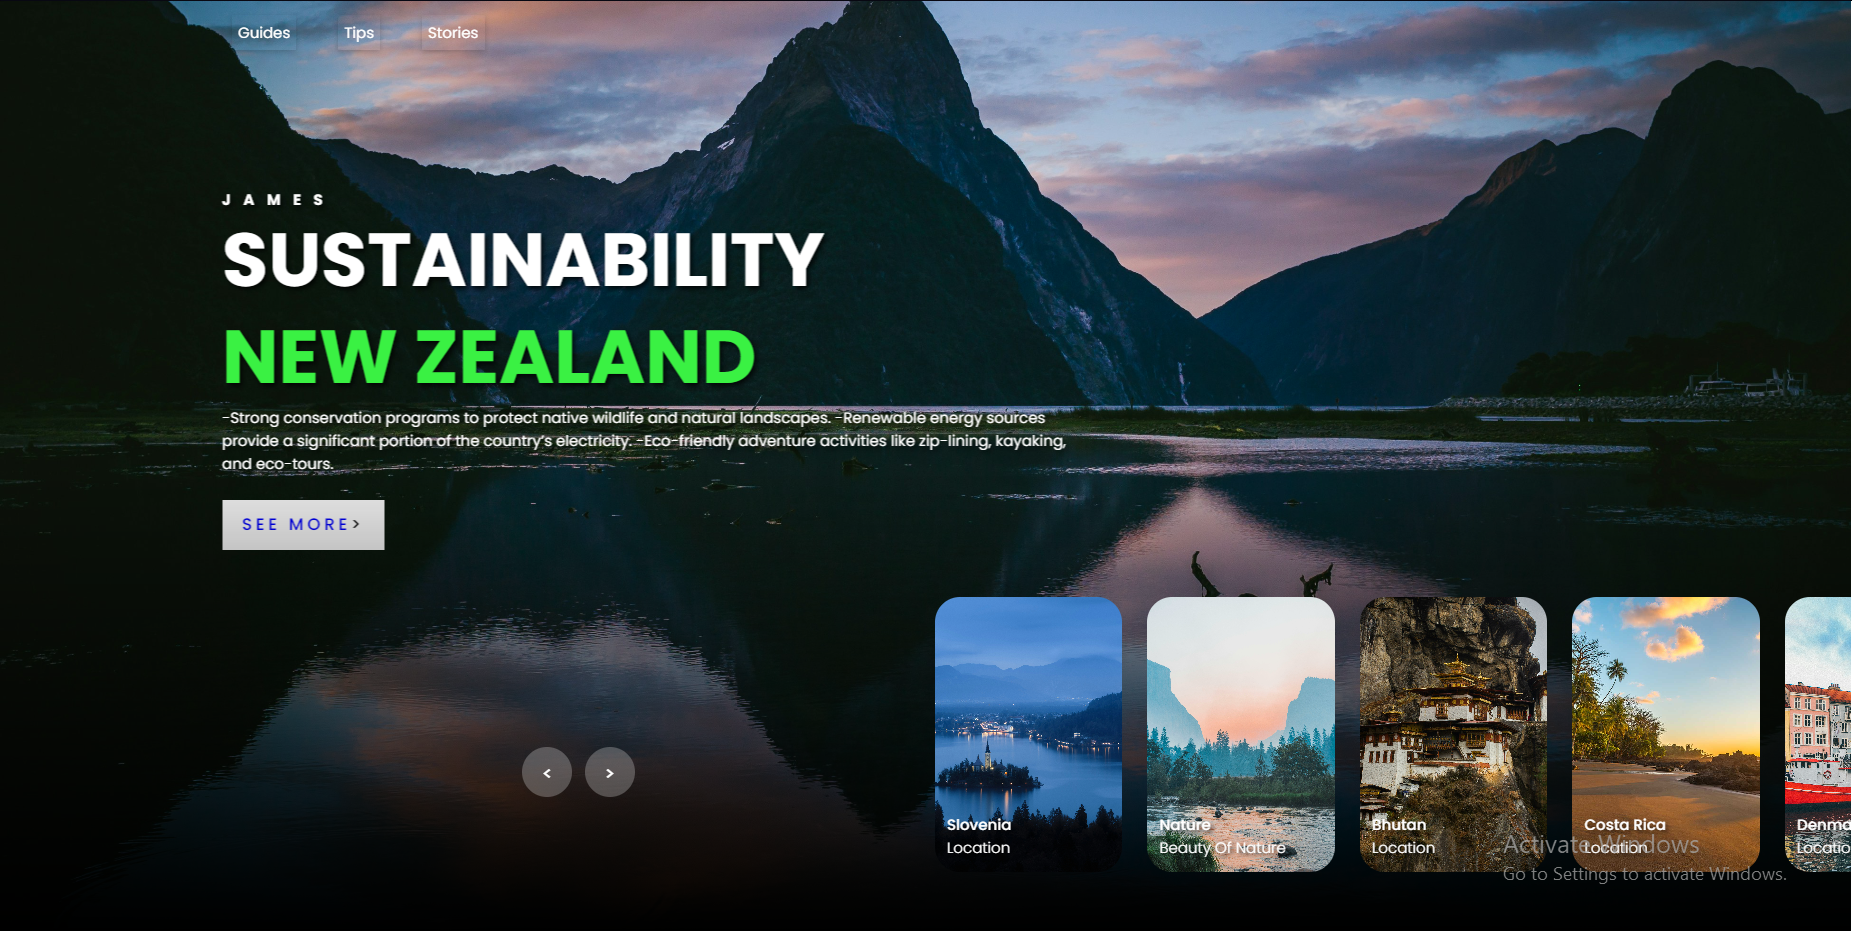 Guides Tips Stories
JAMES
SUSTAINABILITY
NEW ZEALAND
-Strong conservation programs to protect native wildlife and natural landscapes. -Renewable energy sources
provide a significant portion of the country's electricity. -Eco-friendly adventure activities like zip-lining, kayaking,
and eco-tours.
SEE MORE>
< >
Slovenia
Location
Nature
Beauty Of Nature
Bhutan
Location
Costa Rica
Location
Denma
Locatio
Activate Windows
Go to Settings to activate Windows.